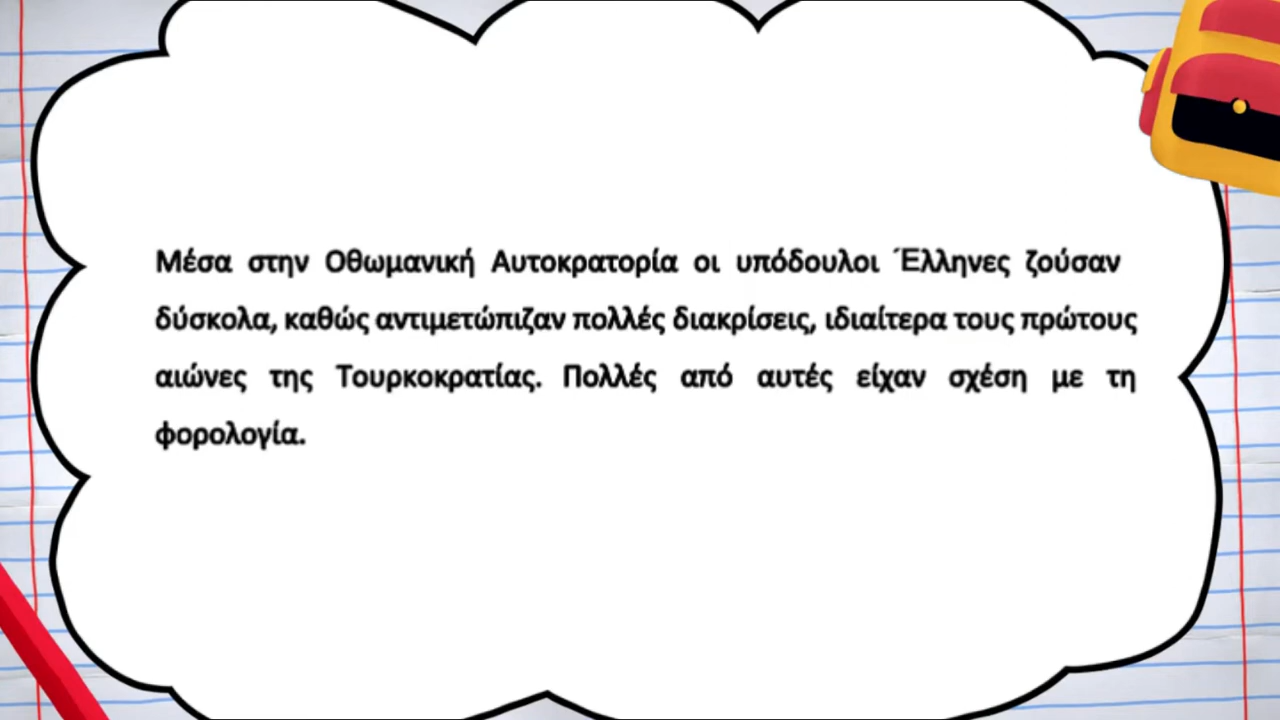 Μέσα στην Οθωμανική Αυτοκρατορία οι υπόδουλοι Έλληνες ζούσαν
δύσκολα, καθώς αντιμετώπιζαν πολλές διακρίσεις, ιδιαίτερα τους πρώτους
αιώνες της Τουρκοκρατίας. Πολλές από αυτές είχαν σχέση με τη
φορολογία.